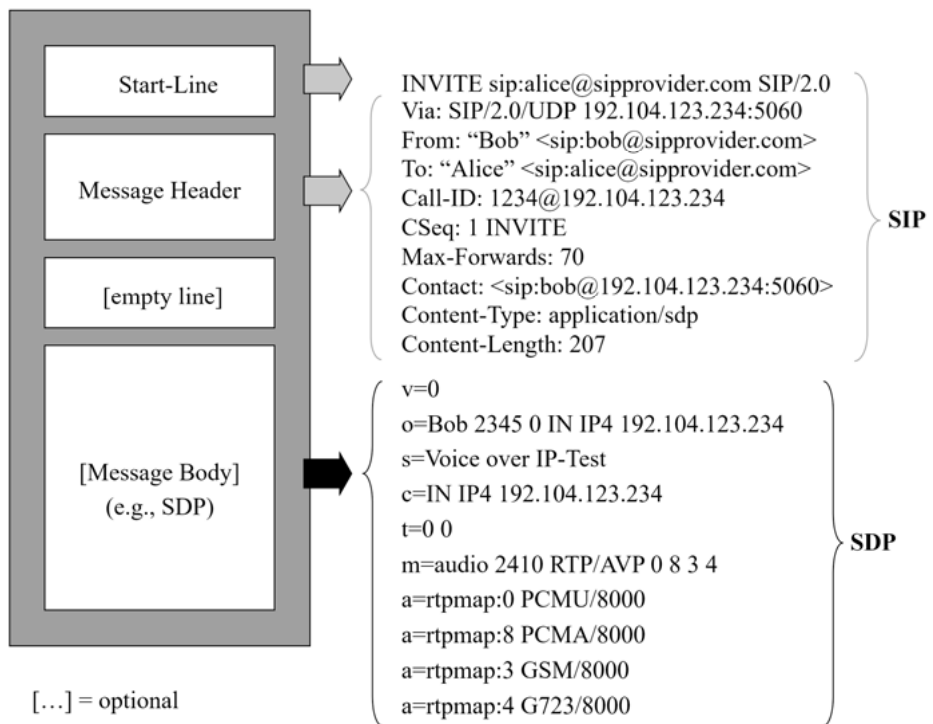 Start-Line
Message Header
[empty line]
[Message Body]
(e.g., SDP)
[…] = optional
INVITE sip:alice@sipprovider.com SIP/2.0
Via: SIP/2.0/UDP 192.104.123.234:5060
From: “Bob” <sip:bob@sipprovider.com>
To: “Alice” <sip:alice@sipprovider.com>
Call-ID: 1234@192.104.123.234
CSeq: 1 INVITE
Max-Forwards: 70
Contact: <sip:bob@192.104.123.234:5060>
Content-Type: application/sdp
Content-Length: 207
SIP
v=0
o=Bob 2345 0 IN IP4 192.104.123.234
s=Voice over IP-Test
c=IN IP4 192.104.123.234
t=0 0
m=audio 2410 RTP/AVP 0 8 3 4
a=rtpmap:0 PCMU/8000
a=rtpmap:8 PCMA/8000
a=rtpmap:3 GSM/8000
a=rtpmap:4 G723/8000
SDP